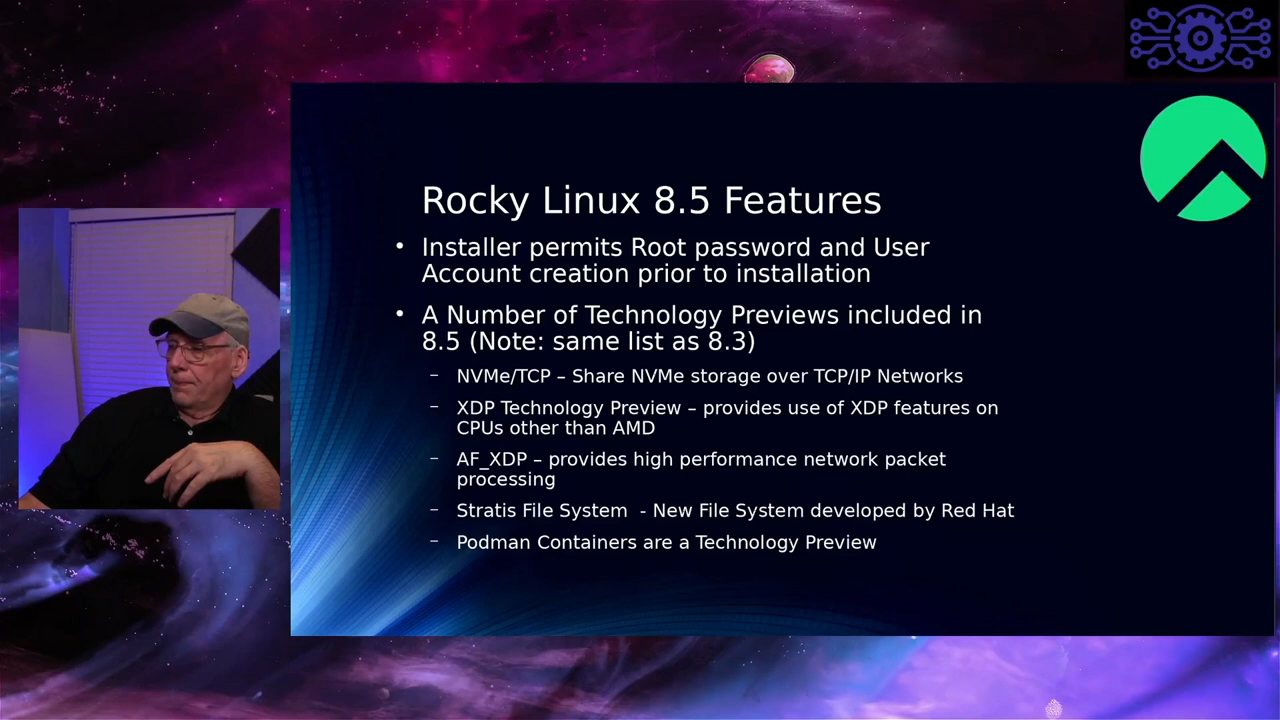 Rocky Linux 8.5 Features
• Installer permits Root password and User
Account creation prior to installation
• A Number of Technology Previews included in
8.5 (Note: same list as 8.3)
– NVMe/TCP – Share NVMe storage over TCP/IP Networks
– XDP Technology Preview – provides use of XDP features on
CPUs other than AMD
– AF_XDP – provides high performance network packet
processing
– Stratis File System  - New File System developed by Red Hat
– Podman Containers are a Technology Preview